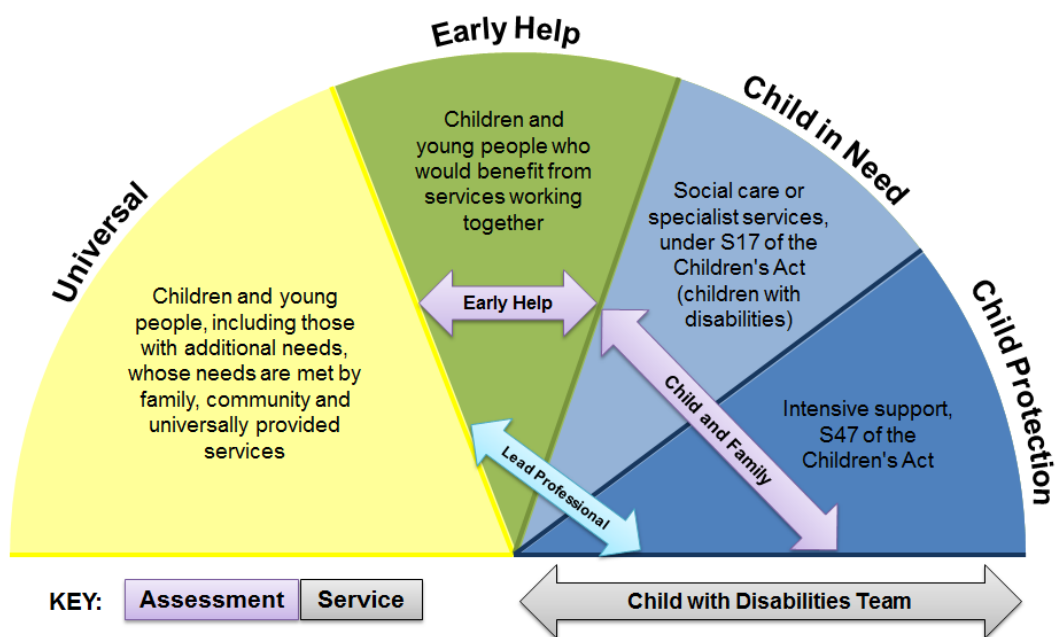 Universal
Early Help
Child in Need
Child Protection
Children and young
people, including those
with additional needs,
whose needs are met by
family, community and
universally provided
services
Children and
young people who
would benefit from
services working
together
Early Help
Social care or
specialist services,
under S17 of the
Children's Act
(children with
disabilities)
Intensive support,
S47 of the
Children's Act
Child and Family
Lead Professional
KEY:
Assessment
Service
Child with Disabilities Team